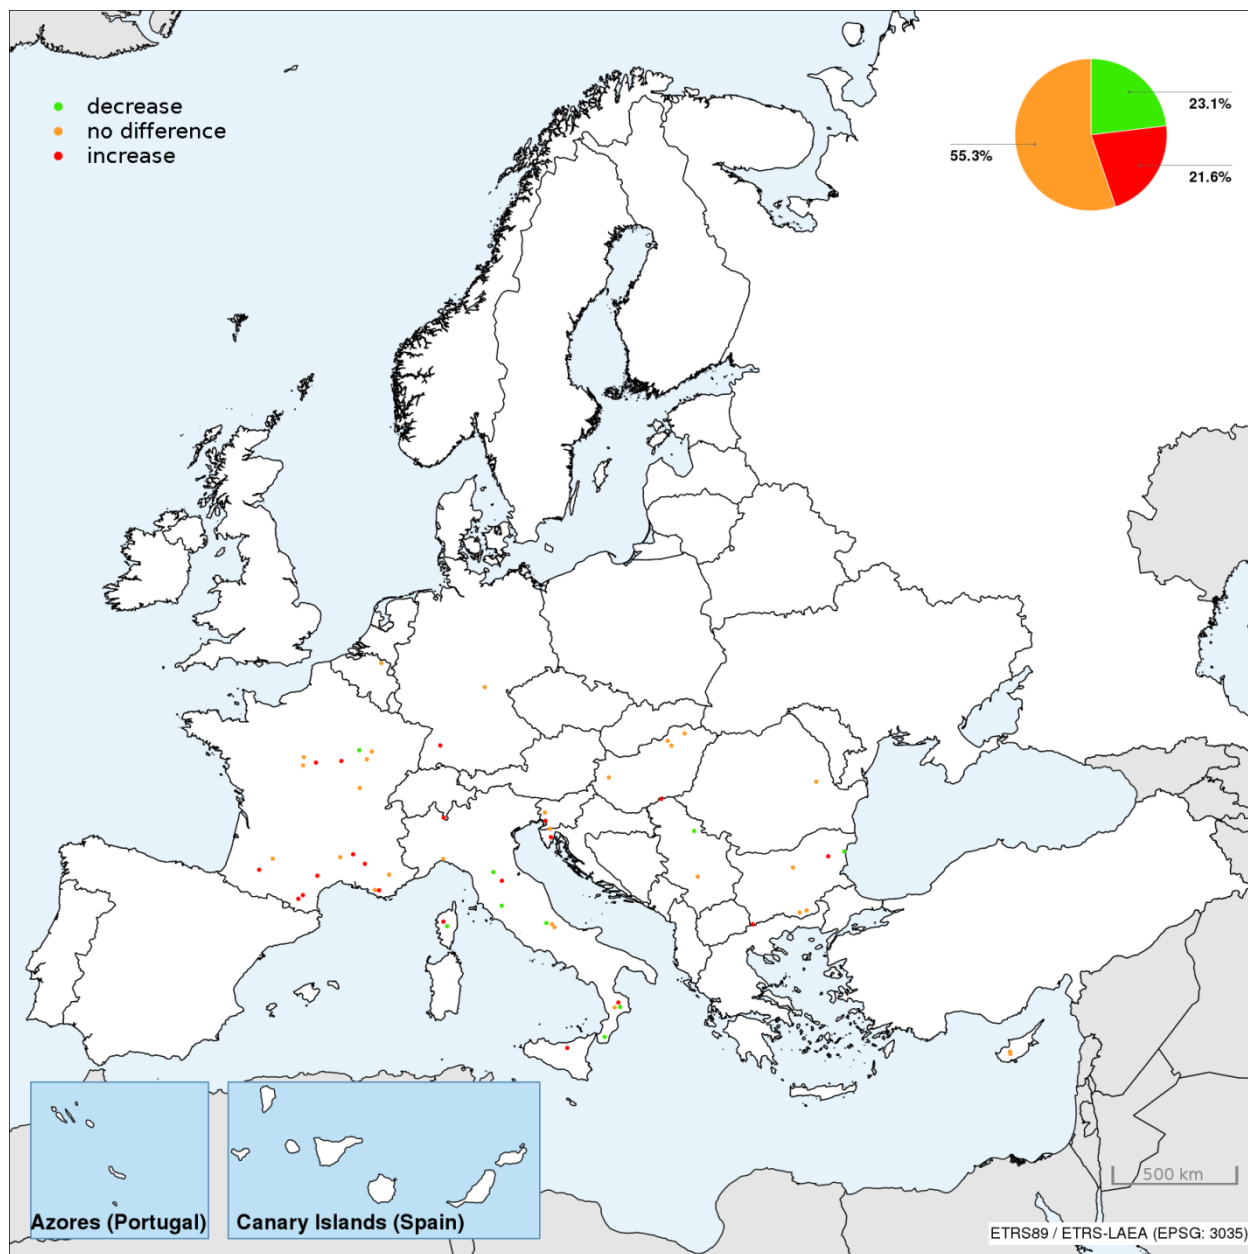 decrease
no difference
increase
23.1%
55.3%
21.6%
500 km
Azores (Portugal)
Canary Islands (Spain)
ETRS89 / ETRS-LAEA (EPSG: 3035)